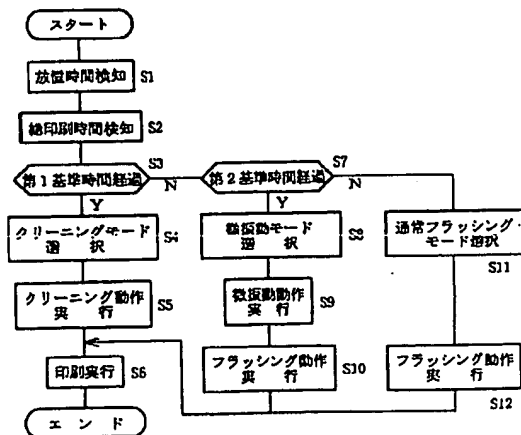 スタート
放置時間検知 S1
総印刷時間検知 S2
S3
第1基準時間経過
N
Y
S7
第2基準時間経過
N
Y
クリーニングモード
選択
S4
微振動モード
選択
S8
通常フラッシング・
モード選択
S11
クリーニング動作
実行
S5
微振動動作
実行
S9
印刷実行 S6
フラッシング動作
実行
S10
フラッシング動作
実行
S12
エンド